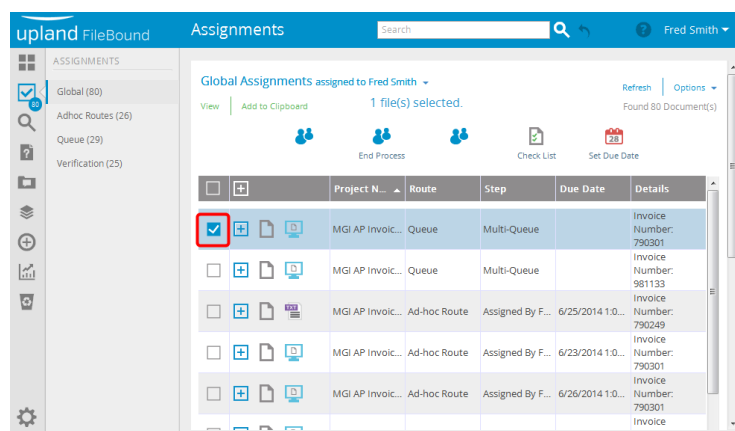 upland FileBound
Assignments
Search
? Fred Smith
ASSIGNMENTS
Global (80)
Adhoc Routes (26)
Queue (29)
Verification (25)
80
Global Assignments assigned to Fred Smith
Refresh Options
View Add to Clipboard 1 file(s) selected. Found 80 Document(s)
28
End Process Check List Set Due Date
Project N... Route Step Due Date Details
MGI AP Invoic... Queue Multi-Queue Invoice Number: 790301
MGI AP Invoic... Queue Multi-Queue Invoice Number: 981133
TXT MGI AP Invoic... Ad-hoc Route Assigned By F... 6/25/2014 1:0... Invoice Number: 790249
MGI AP Invoic... Ad-hoc Route Assigned By F... 6/23/2014 1:0... Invoice Number: 790301
MGI AP Invoic... Ad-hoc Route Assigned By F... 6/26/2014 1:0... Invoice Number: 790301
Invoice